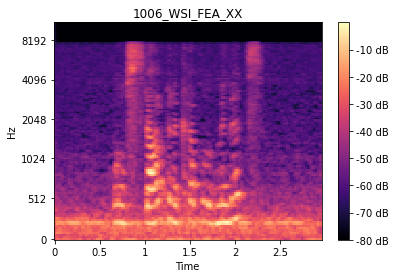 1006_WSI_FEA_XX
8192
4096
2048
1024
512
0
Hz
0 0.5 1 1.5 2 2.5
Time
-10 dB
-20 dB
-30 dB
-40 dB
-50 dB
-60 dB
-70 dB
-80 dB